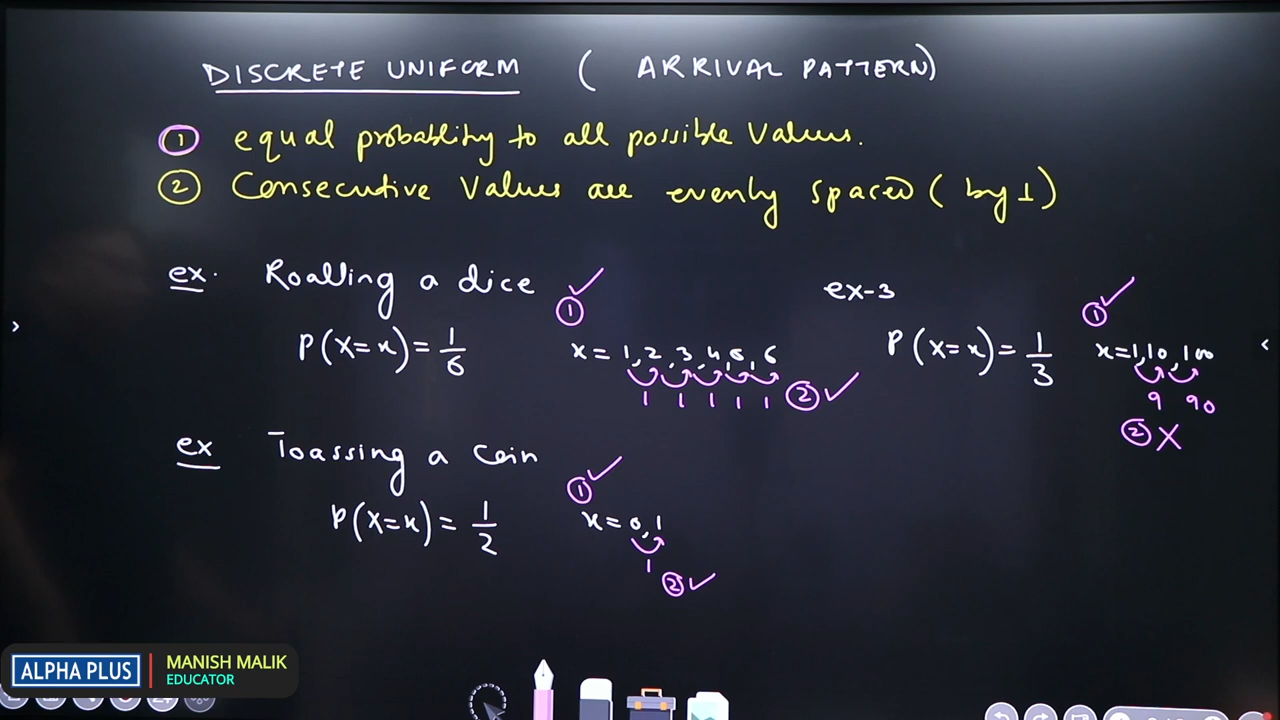 DISCRETE UNIFORM ( ARRIVAL PATTERN)
① equal probablity to all possible Values.
② Consecutive Values are evenly spaced ( by 1 )
ex. Roalling a dice ① ✓
P(X=x) = 1/6 x = 1, 2, 3, 4, 5, 6
1 1 1 1 1 ② ✓
ex Toassing a Coin ① ✓
P(X=x) = 1/2 x = 0, 1
1
② ✓
ex-3 ① ✓
P(X=x) = 1/3 x=1, 10, 100
9 90
② X
ALPHA PLUS
MANISH MALIK
EDUCATOR